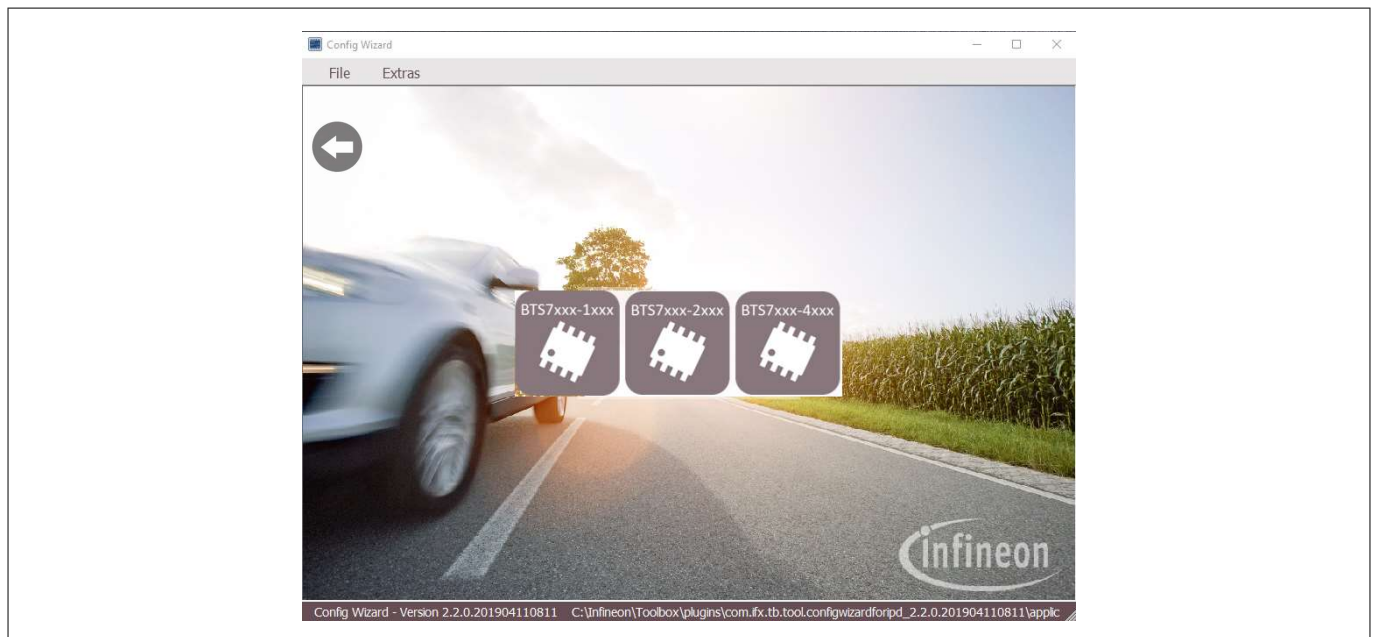 Config Wizard
File Extras
BTS7xxx-1xxx BTS7xxx-2xxx BTS7xxx-4xxx
infineon
Config Wizard - Version 2.2.0.201904110811 C:\Infineon\Toolbox\plugins\com.ifx.tb.tool.configwizardforipd_2.2.0.201904110811\applic